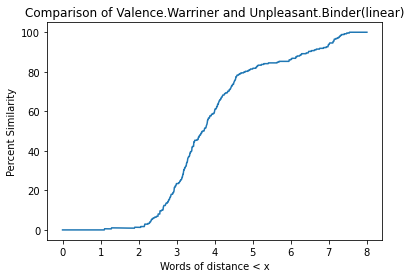 Comparison of Valence.Warriner and Unpleasant.Binder(linear)
100
80
60
40
20
0
Percent Similarity
0 1 2 3 4 5 6 7 8
Words of distance < x